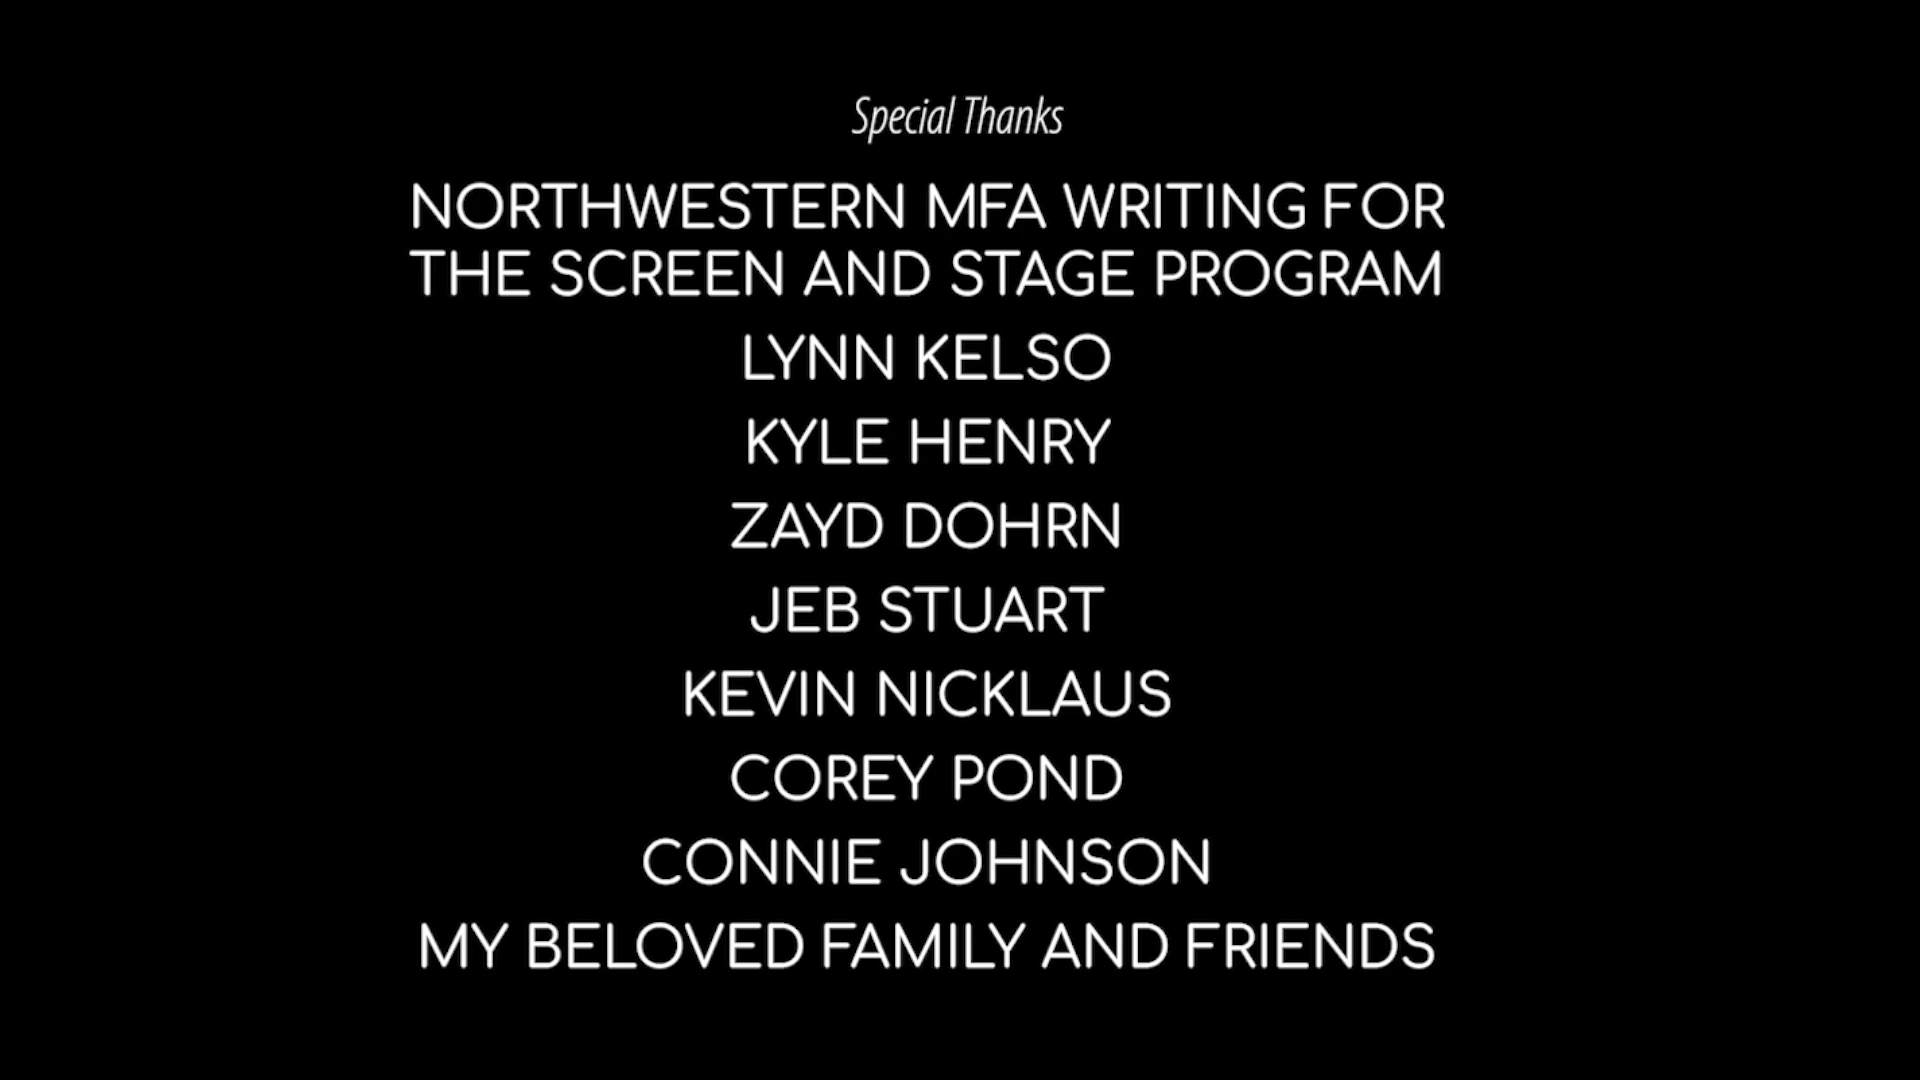 Special Thanks
NORTHWESTERN MFA WRITING FOR
THE SCREEN AND STAGE PROGRAM
LYNN KELSO
KYLE HENRY
ZAYD DOHRN
JEB STUART
KEVIN NICKLAUS
COREY POND
CONNIE JOHNSON
MY BELOVED FAMILY AND FRIENDS